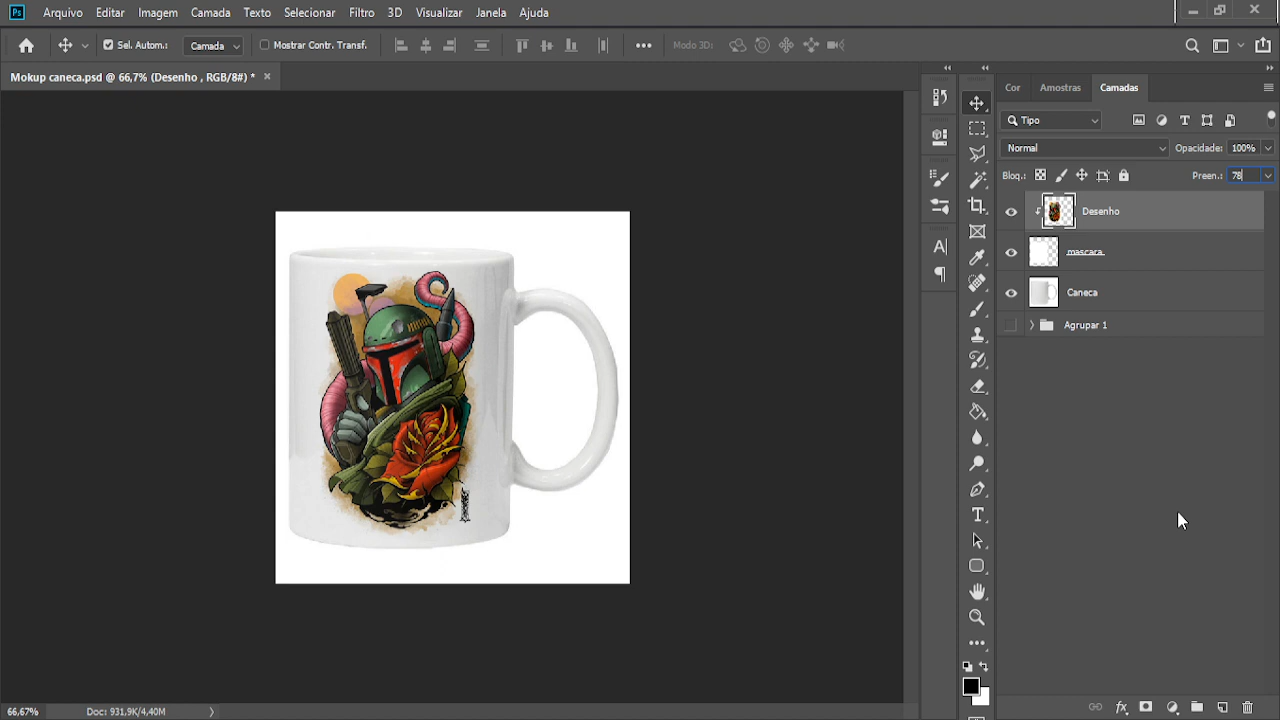 Ps Arquivo Editar Imagem Camada Texto Selecionar Filtro 3D Visualizar Janela Ajuda
Sel. Autom.: Camada Mostrar Contr. Transf. Modo 3D:
Mokup caneca.psd @ 66,7% (Desenho , RGB/8#) *
Cor Amostras Camadas
Tipo
Normal Opacidade: 100%
Bloq.: Preen.: 78
Desenho
mascara
Caneca
Agrupar 1
66,67% Doc: 931,9K/4,40M